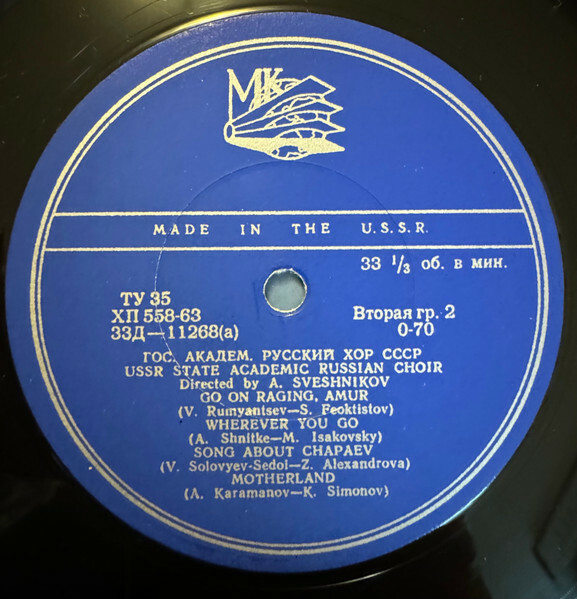 МК
MADE IN THE U.S.S.R.
33 1/3 об. в мин.
ТУ 35
ХП 558-63
33Д—11268(а)
Вторая гр. 2
0-70
ГОС. АКАДЕМ. РУССКИЙ ХОР СССР
USSR STATE ACADEMIC RUSSIAN CHOIR
Directed by A. SVESHNIKOV
GO ON RAGING, AMUR
(V. Rumyantsev—S. Feoktistov)
WHEREVER YOU GO
(A. Shnitke—M. Isakovsky)
SONG ABOUT CHAPAEV
(V. Solovyev-Sedoi—Z. Alexandrova)
MOTHERLAND
(A. Karamanov—K. Simonov)